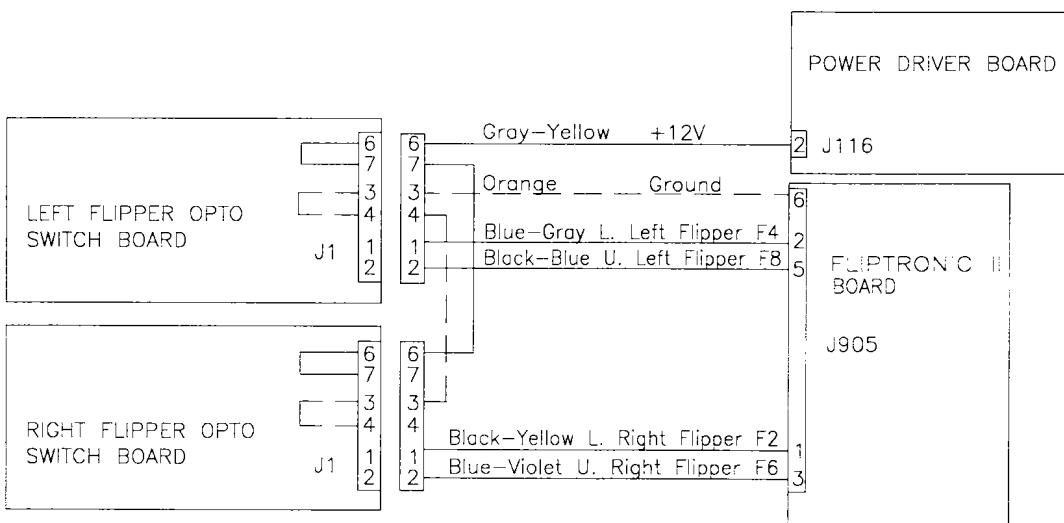 POWER DRIVER BOARD
2 J116
Gray-Yellow +12V
Orange Ground
Blue-Gray L. Left Flipper F4
Black-Blue U. Left Flipper F8
LEFT FLIPPER OPTO
SWITCH BOARD
J1
6 6
7 7
3 3
4 4
1 1
2 2
6
2
5
FLIPTRONIC II
BOARD
J905
RIGHT FLIPPER OPTO
SWITCH BOARD
J1
6 6
7 7
3 3
4 4
1 1
2 2
Black-Yellow L. Right Flipper F2
Blue-Violet U. Right Flipper F6
1
3